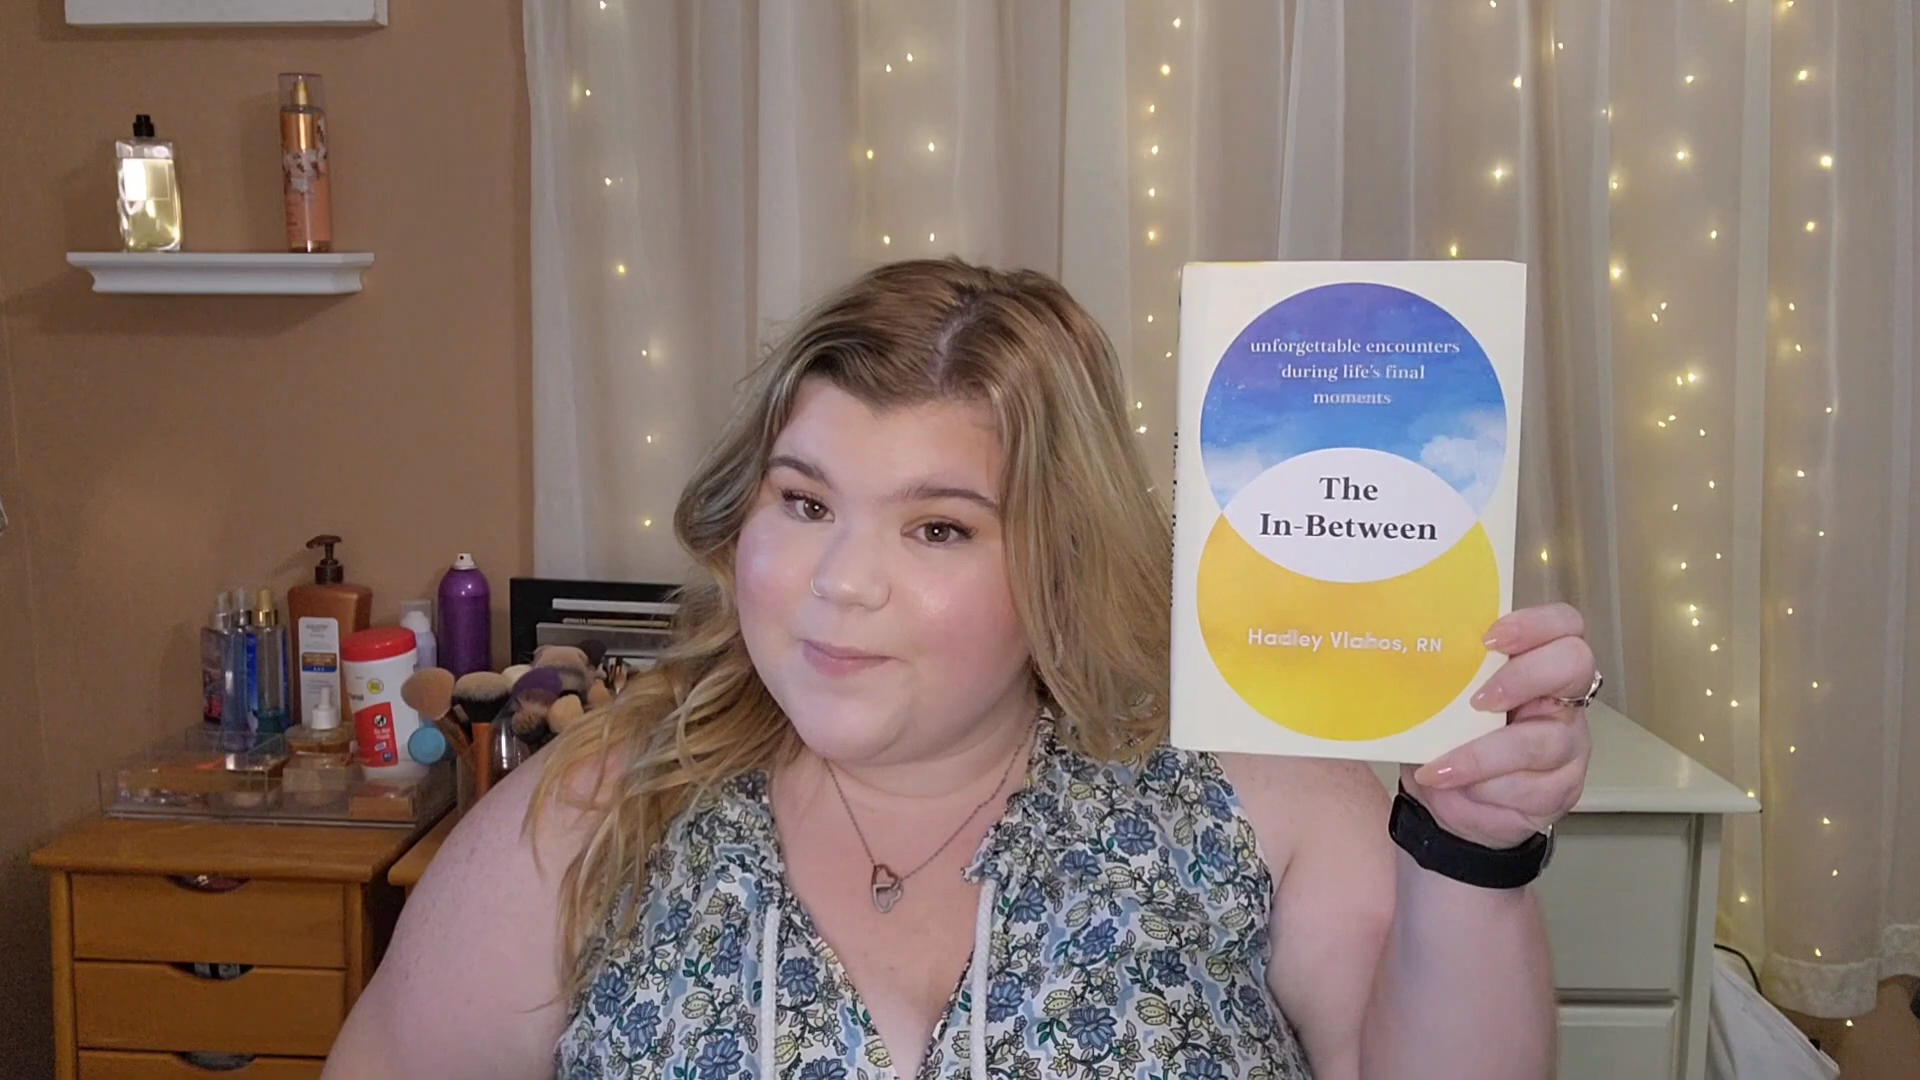 unforgettable encounters
during life's final
moments
The
In-Between
Hadley Vlahos, RN